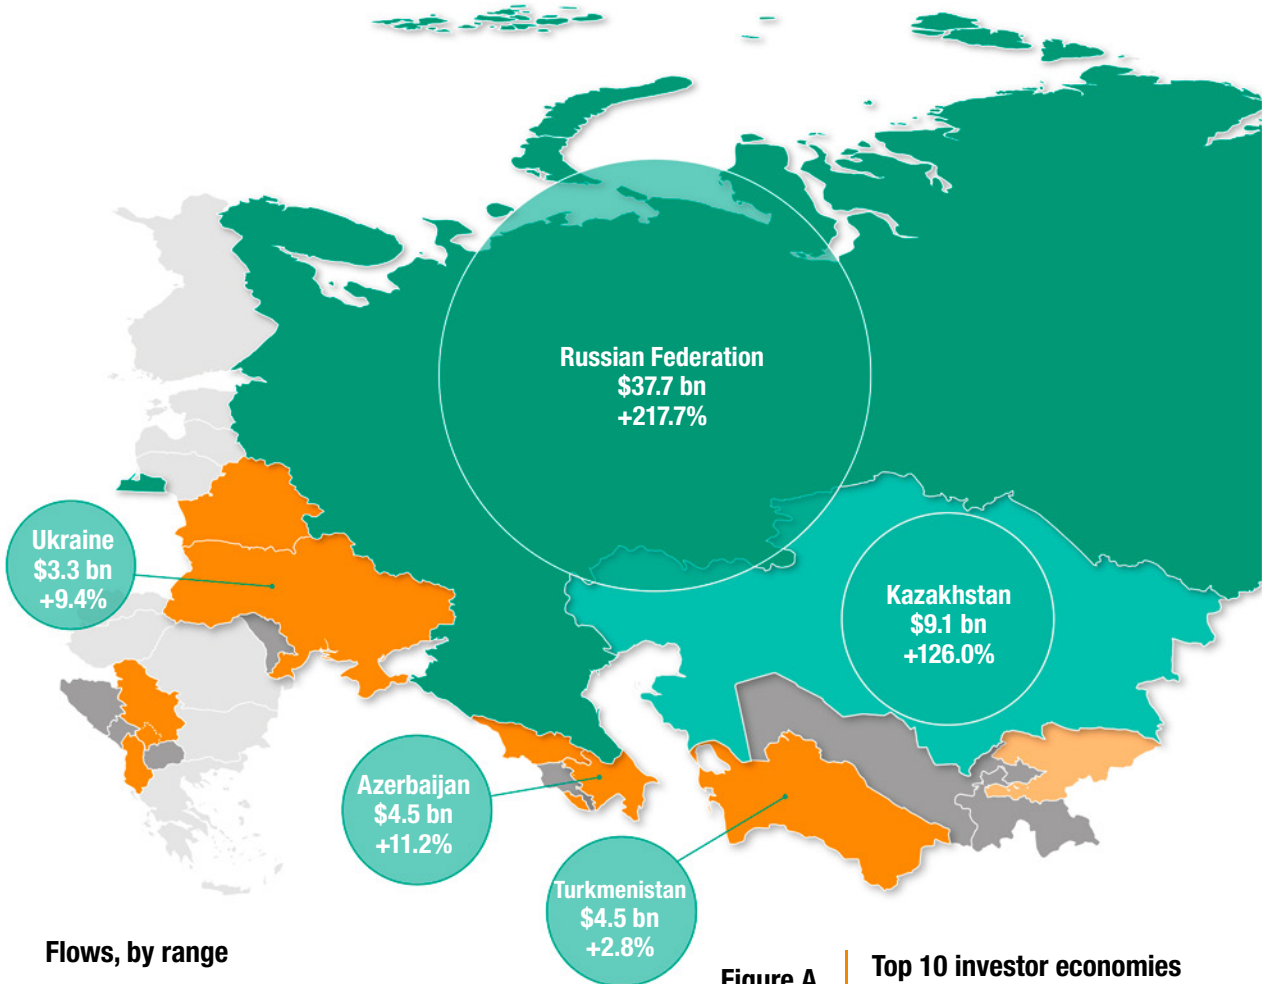 Russian Federation
$37.7 bn
+217.7%
Ukraine
$3.3 bn
+9.4%
Kazakhstan
$9.1 bn
+126.0%
Azerbaijan
$4.5 bn
+11.2%
Turkmenistan
$4.5 bn
+2.8%
Flows, by range
Figure A
Top 10 investor economies